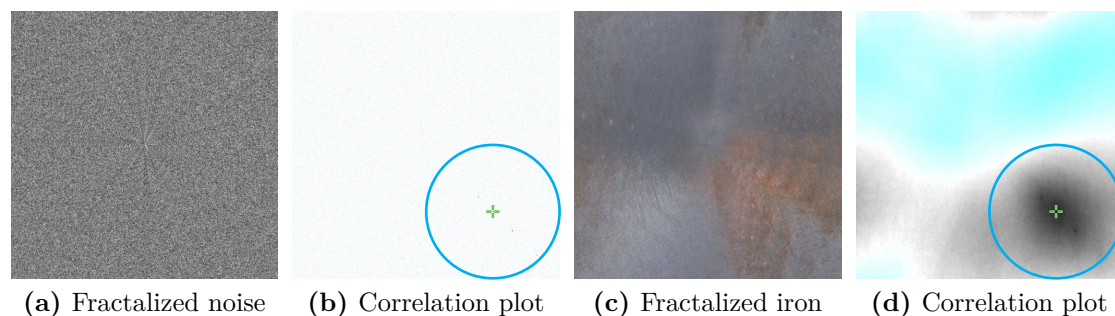 (a) Fractalized noise
(b) Correlation plot
(c) Fractalized iron
(d) Correlation plot